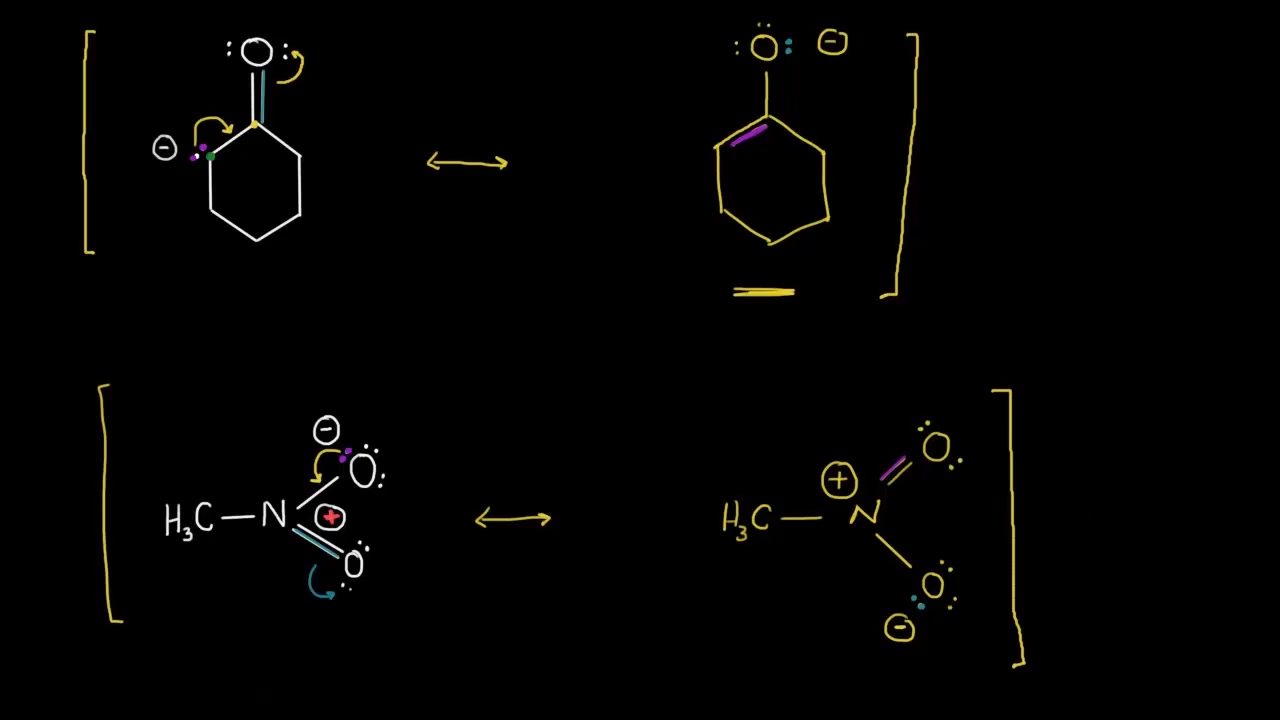 O O ⊖
⊖
⊖ O ⊕ O
H₃C N ⊕ H₃C N
O O
⊖